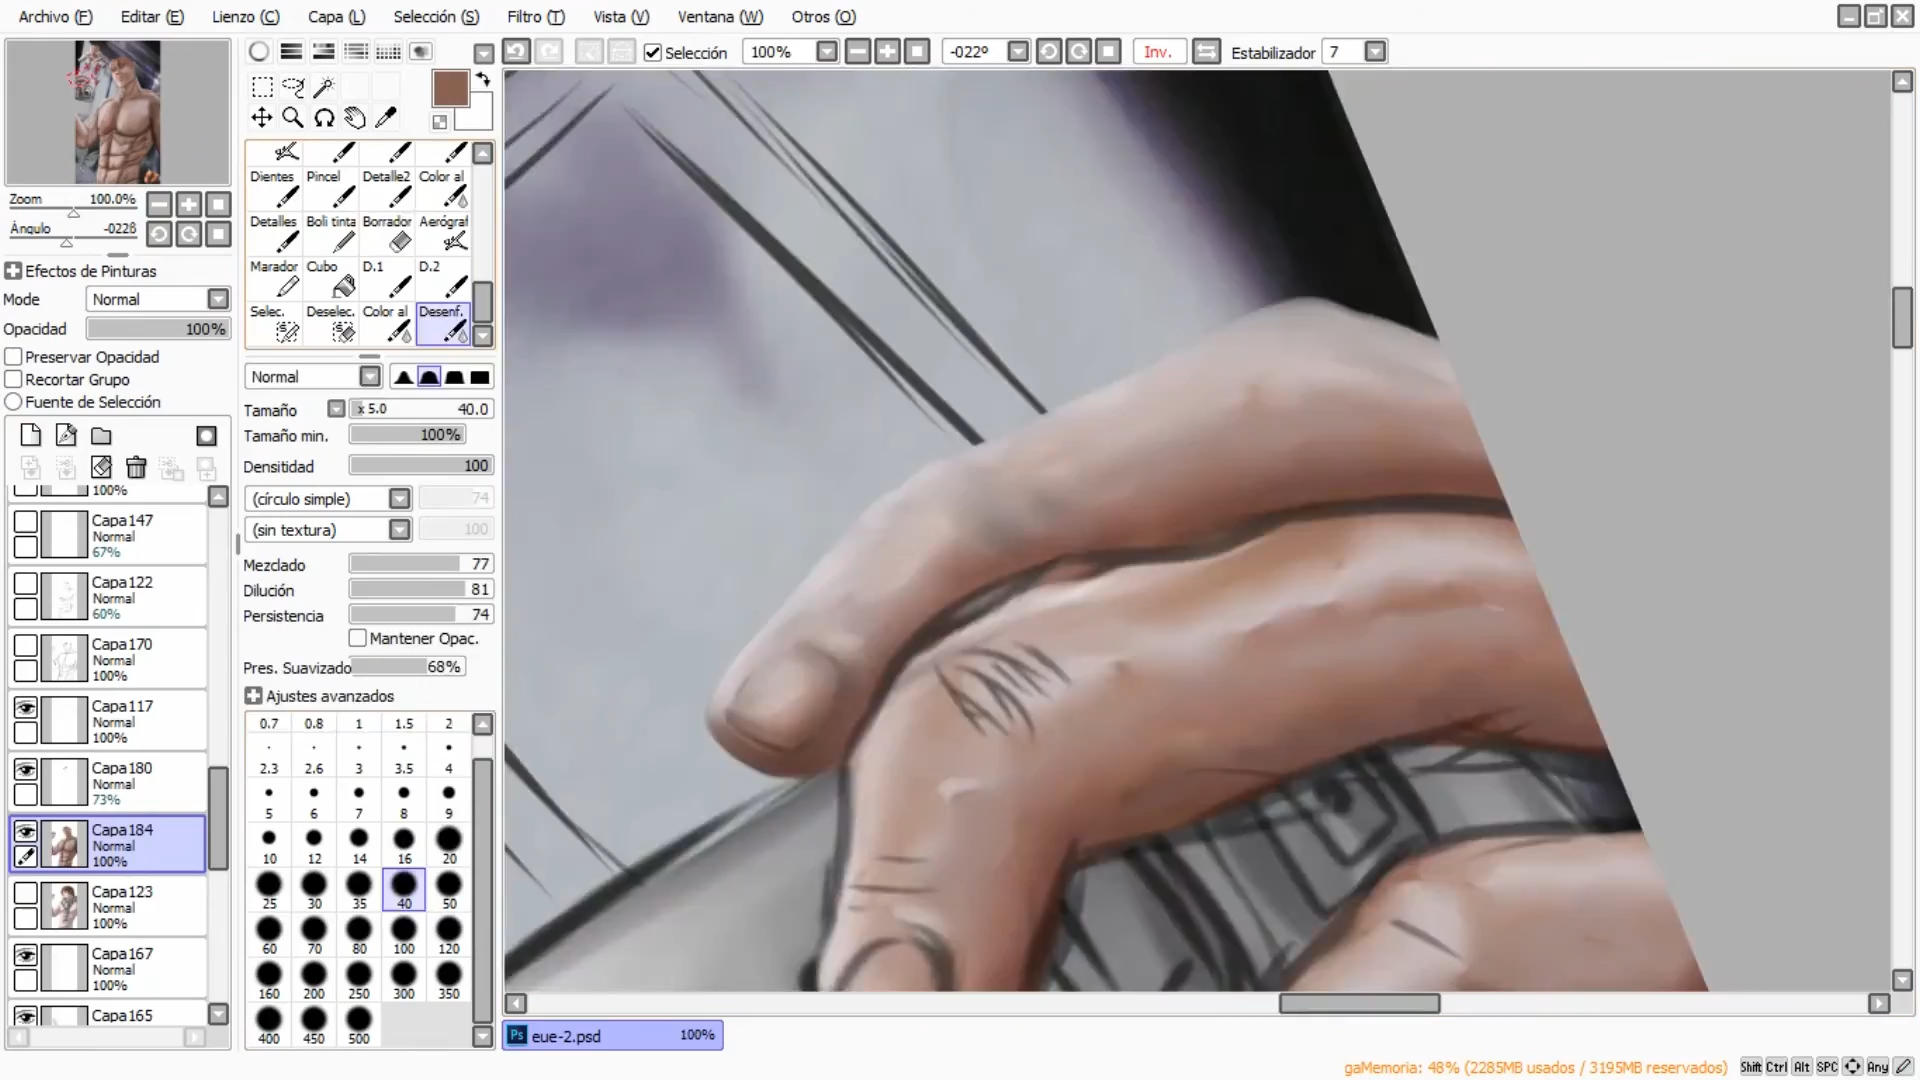 Archivo (F) Editar (E) Lienzo (C) Capa (L) Selección (S) Filtro (T) Vista (V) Ventana (W) Otros (O)
Selección 100% -022º Inv. Estabilizador 7
Zoom 100.0%
Ángulo -0228
Efectos de Pinturas
Mode Normal
Opacidad 100%
Preservar Opacidad
Recortar Grupo
Fuente de Selección
100%
Capa147
Normal
67%
Capa122
Normal
60%
Capa170
Normal
100%
Capa117
Normal
100%
Capa180
Normal
73%
Capa184
Normal
100%
Capa123
Normal
100%
Capa167
Normal
100%
Capa165
Dientes Pincel Detalle2 Color al
Detalles Boli tinta Borrador Aerógraf
Marador Cubo D.1 D.2
Selec. Deselec. Color al Desenf.
Normal
Tamaño x 5.0 40.0
Tamaño min. 100%
Densitidad 100
(círculo simple) 74
(sin textura) 100
Mezclado 77
Dilución 81
Persistencia 74
Mantener Opac.
Pres. Suavizado 68%
Ajustes avanzados
0.7 0.8 1 1.5 2
2.3 2.6 3 3.5 4
5 6 7 8 9
10 12 14 16 20
25 30 35 40 50
60 70 80 100 120
160 200 250 300 350
400 450 500
Ps eue-2.psd 100%
gaMemoria: 48% (2285MB usados / 3195MB reservados) Shift Ctrl Alt SPC Any